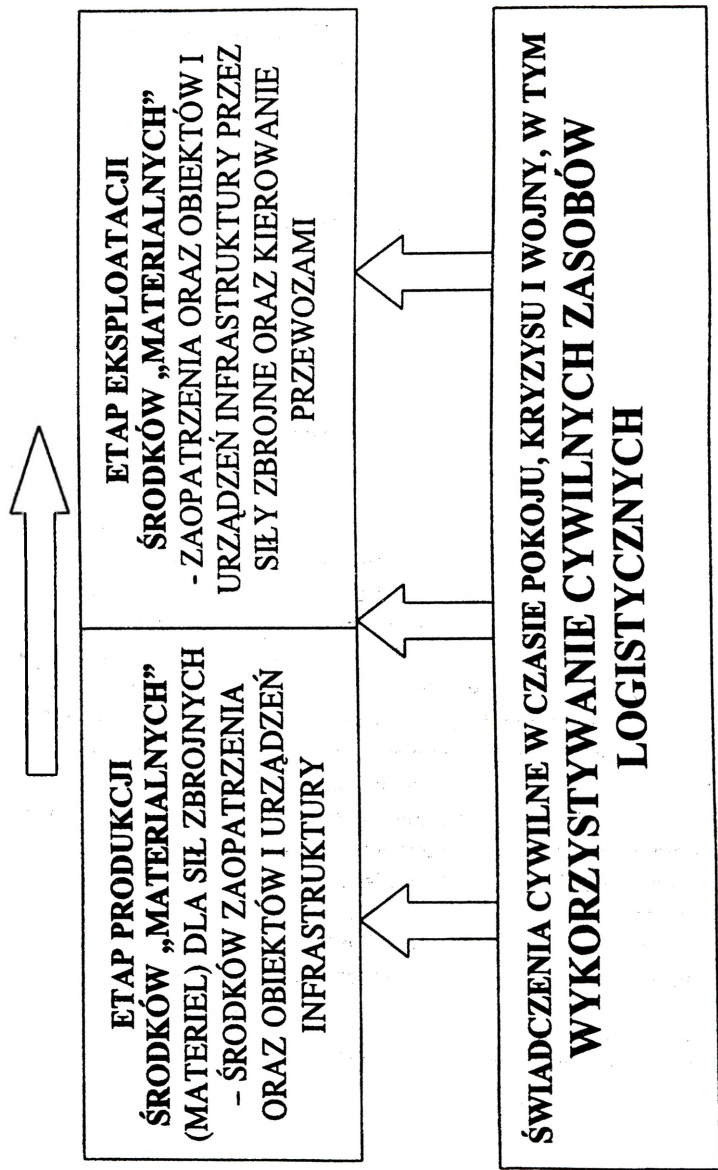 ETAP PRODUKCJI
ŚRODKÓW „MATERIALNYCH”
(MATERIEL) DLA SIŁ ZBROJNYCH
– ŚRODKÓW ZAOPATRZENIA
ORAZ OBIEKTÓW I URZĄDZEŃ
INFRASTRUKTURY
ETAP EKSPLOATACJI
ŚRODKÓW „MATERIALNYCH”
- ZAOPATRZENIA ORAZ OBIEKTÓW I
URZĄDZEŃ INFRASTRUKTURY PRZEZ
SIŁY ZBROJNE ORAZ KIEROWANIE
PRZEWOZAMI
ŚWIADCZENIA CYWILNE W CZASIE POKOJU, KRYZYSU I WOJNY, W TYM
WYKORZYSTYWANIE CYWILNYCH ZASOBÓW
LOGISTYCZNYCH